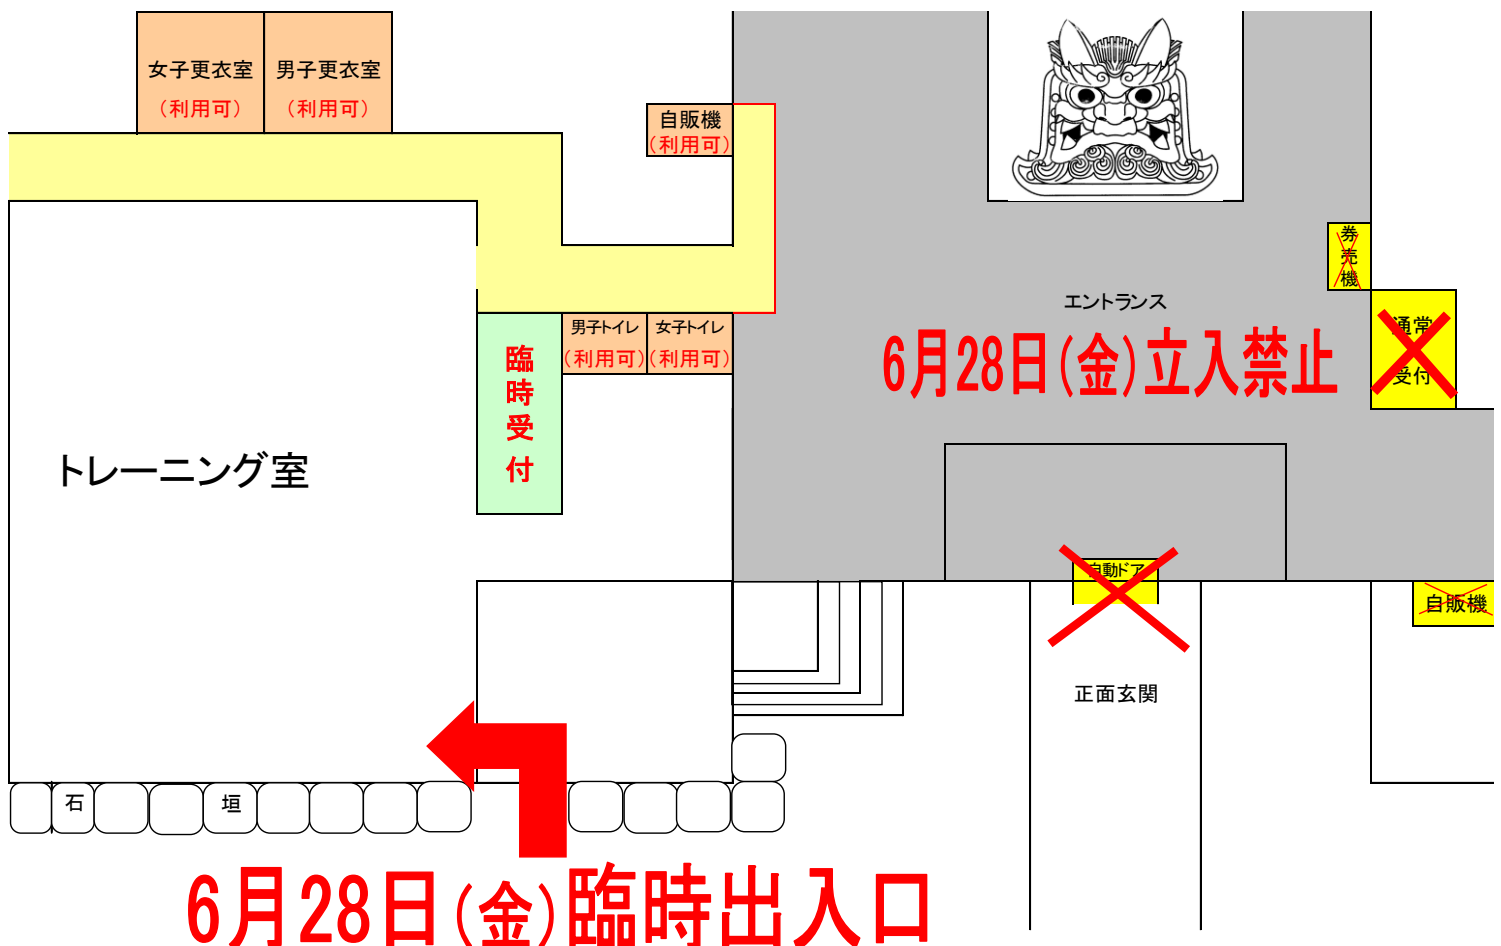 女子更衣室
（利用可）
男子更衣室
（利用可）
自販機
（利用可）
券売機
エントランス
通常
受付
6月28日（金）立入禁止
男子トイレ
（利用可）
女子トイレ
（利用可）
臨時受付
トレーニング室
自動ドア
自販機
正面玄関
石
垣
6月28日（金）臨時出入口